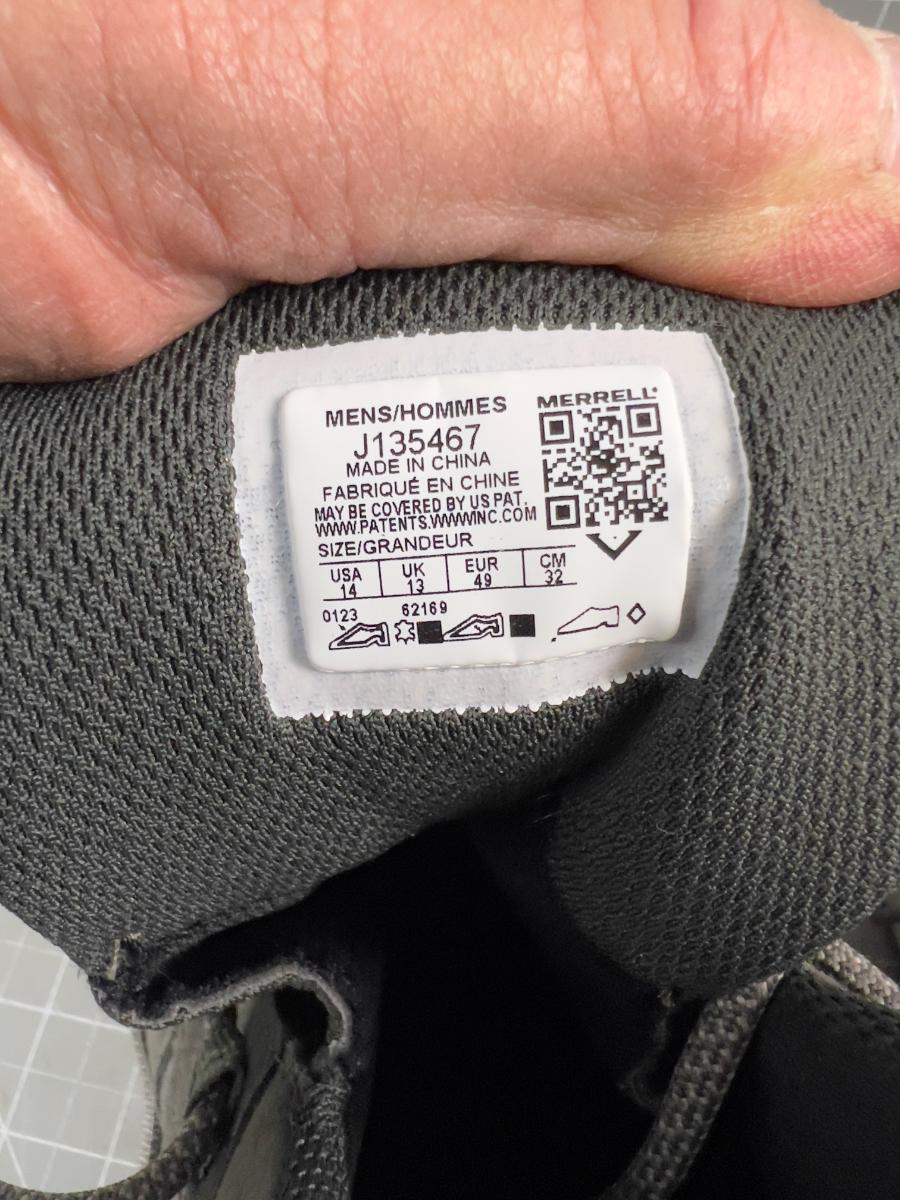 MENS/HOMMES
J135467
MADE IN CHINA
FABRIQUÉ EN CHINE
MAY BE COVERED BY US PAT.
WWW.PATENTS.WWWINC.COM
MERRELL
SIZE/GRANDEUR
USA UK EUR CM
14 13 49 32
0123 62169